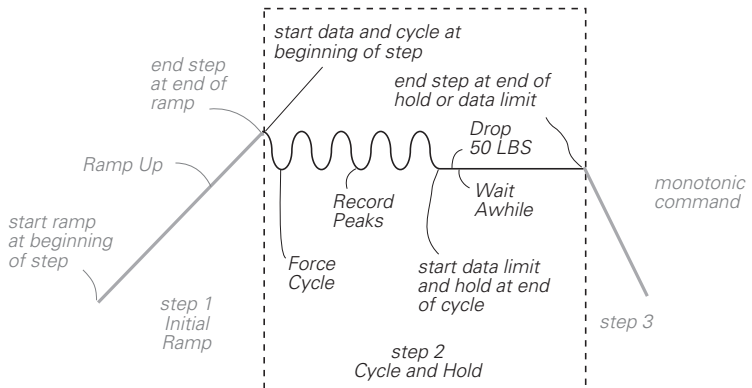 start data and cycle at
beginning of step
end step
at end of
ramp
end step at end of
hold or data limit
Drop
50 LBS
Ramp Up
Record
Peaks
Wait
Awhile
monotonic
command
start ramp
at beginning
of step
Force
Cycle
start data limit
and hold at end
of cycle
step 1
Initial
Ramp
step 2
Cycle and Hold
step 3